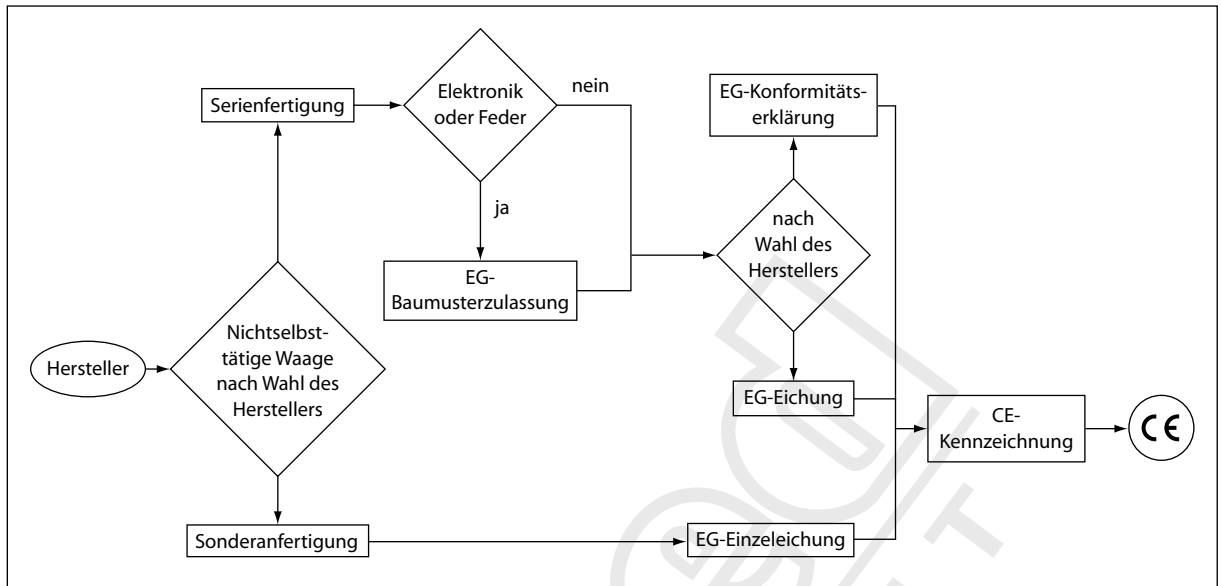 Serienfertigung
Elektronik
oder Feder
nein
ja
EG-
Baumusterzulassung
EG-Konformitäts-
erklärung
nach
Wahl des
Herstellers
Hersteller
Nichtselbst-
tätige Waage
nach Wahl des
Herstellers
EG-Eichung
CE-
Kennzeichnung
CE
Sonderanfertigung
EG-Einzeleichung